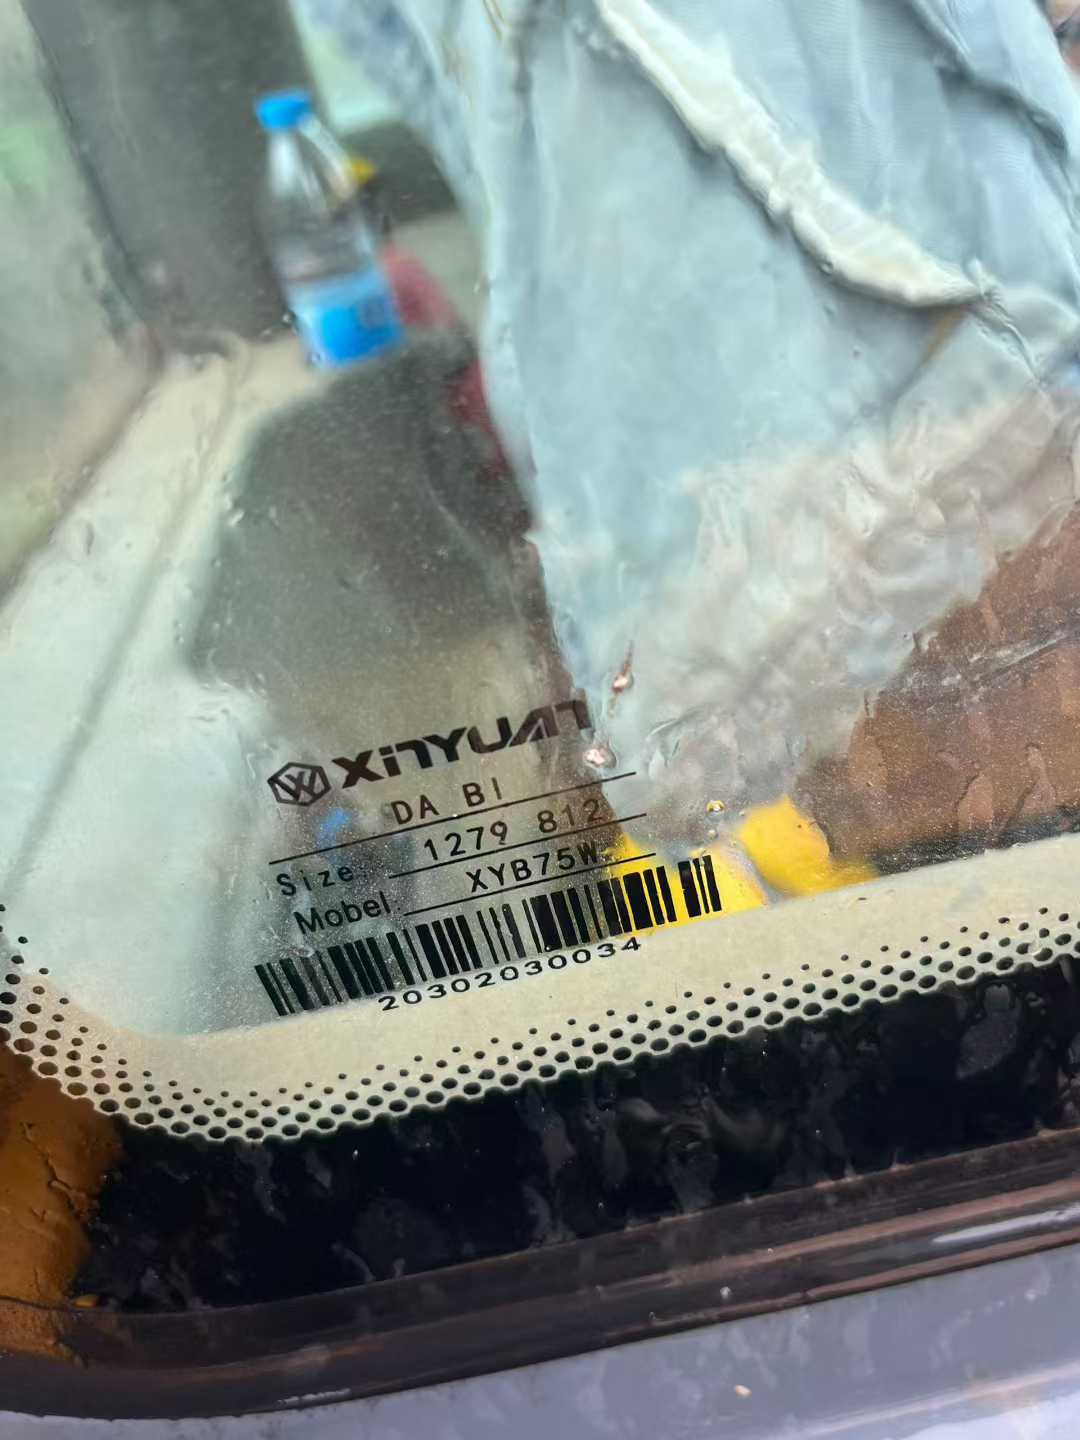 XINYUAN
DA BI
Size: 1279 812
Mobel: XYB75W
20302030034